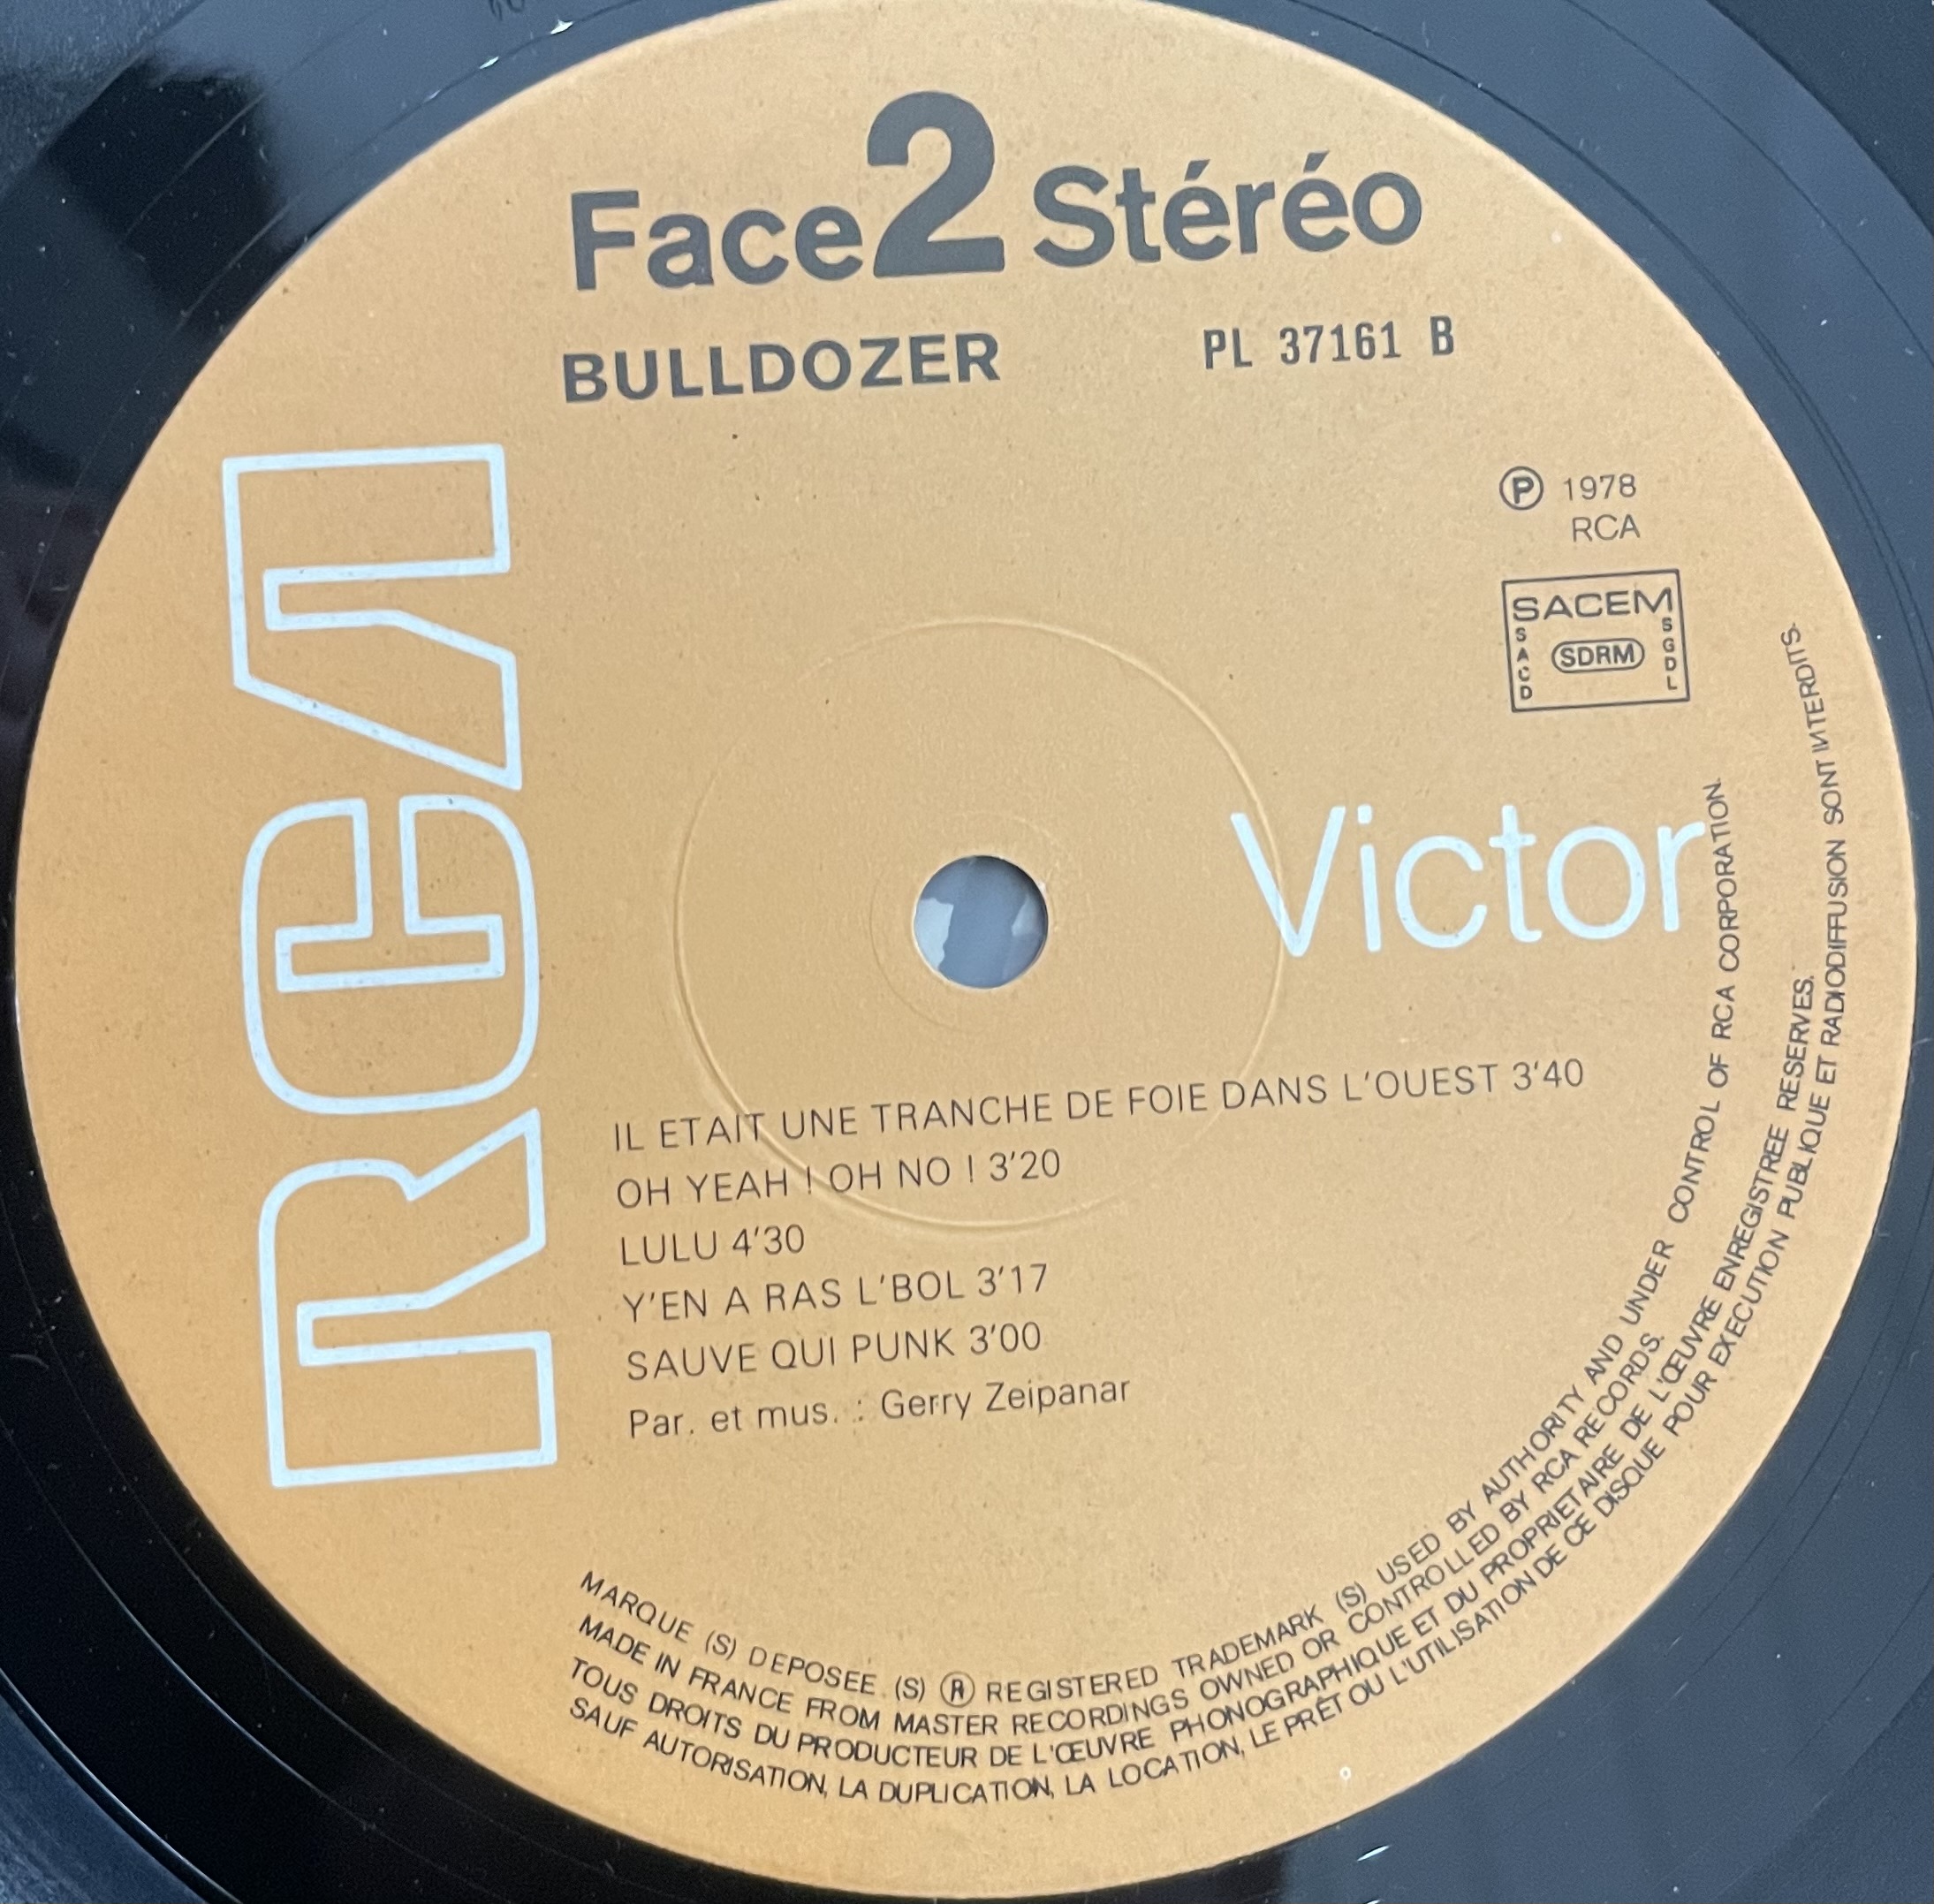 Face 2 Stéréo
BULLDOZER PL 37161 B
Ⓟ 1978
RCA
SACEM
SACD
SDRM
SGDL
RCA
Victor
IL ETAIT UNE TRANCHE DE FOIE DANS L'OUEST 3'40
OH YEAH ! OH NO ! 3'20
LULU 4'30
Y'EN A RAS L'BOL 3'17
SAUVE QUI PUNK 3'00
Par. et mus. : Gerry Zeipanar
MARQUE (S) DEPOSEE (S) Ⓡ REGISTERED TRADEMARK (S) USED BY AUTHORITY AND UNDER CONTROL OF RCA CORPORATION.
MADE IN FRANCE FROM MASTER RECORDINGS OWNED OR CONTROLLED BY RCA RECORDS.
TOUS DROITS DU PRODUCTEUR DE L'ŒUVRE PHONOGRAPHIQUE ET DU PROPRIETAIRE DE L'ŒUVRE ENREGISTREE RESERVES.
SAUF AUTORISATION, LA DUPLICATION, LA LOCATION, LE PRÊT OU L'UTILISATION DE CE DISQUE POUR EXECUTION PUBLIQUE ET RADIODIFFUSION SONT INTERDITS.